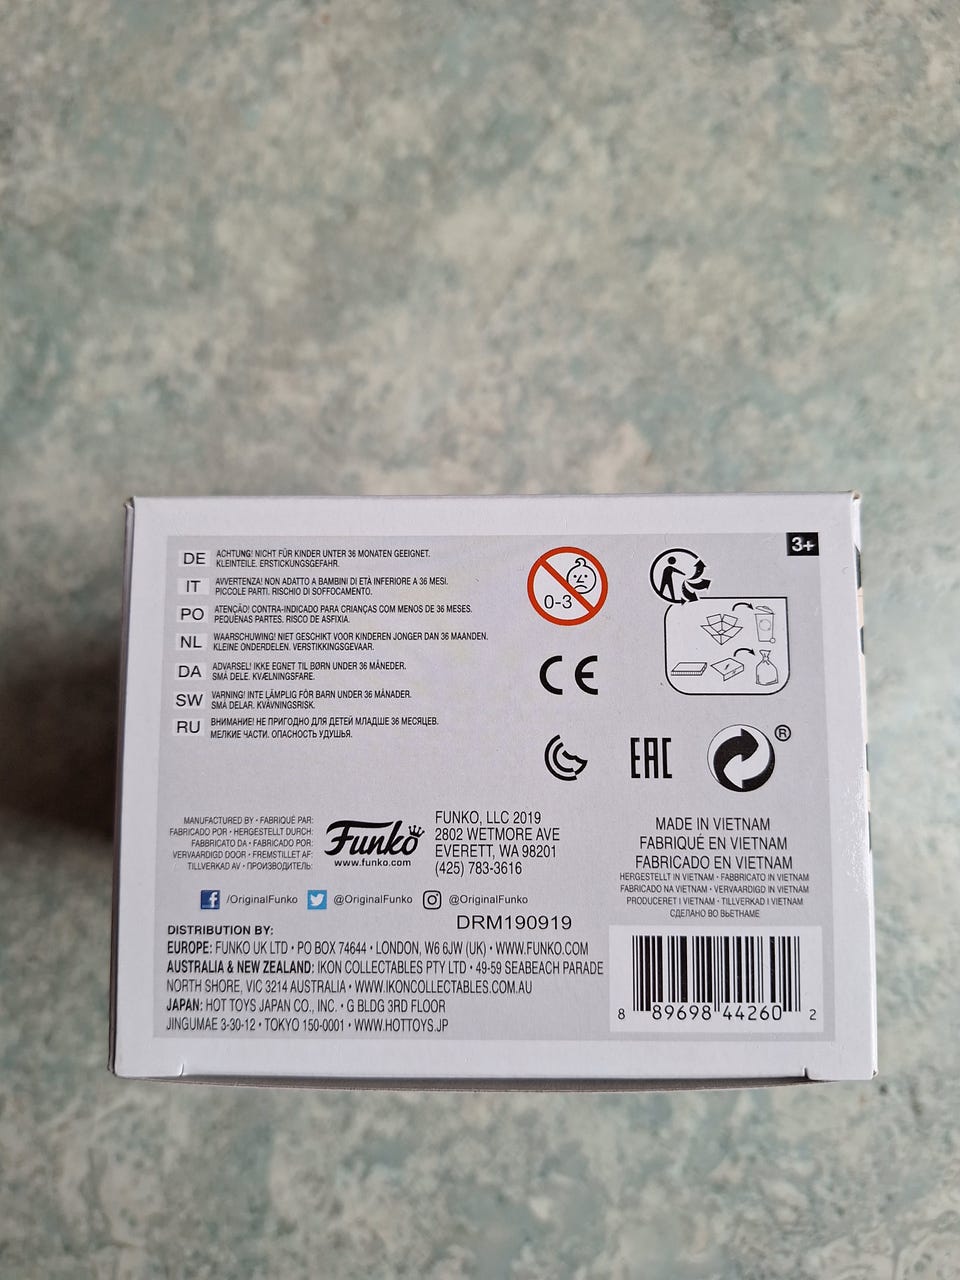 3+
DE ACHTUNG! NICHT FÜR KINDER UNTER 36 MONATEN GEEIGNET.
KLEINTEILE. ERSTICKUNGSGEFAHR.
IT AVVERTENZA! NON ADATTO A BAMBINI DI ETÀ INFERIORE A 36 MESI.
PICCOLE PARTI. RISCHIO DI SOFFOCAMENTO.
PO ATENÇÃO! CONTRA-INDICADO PARA CRIANÇAS COM MENOS DE 36 MESES.
PEQUENAS PARTES. RISCO DE ASFIXIA.
NL WAARSCHUWING! NIET GESCHIKT VOOR KINDEREN JONGER DAN 36 MAANDEN.
KLEINE ONDERDELEN. VERSTIKKINGSGEVAAR.
DA ADVARSEL! IKKE EGNET TIL BØRN UNDER 36 MÅNEDER.
SMÅ DELE. KVÆLNINGSFARE.
SW VARNING! INTE LÄMPLIG FÖR BARN UNDER 36 MÅNADER.
SMÅ DELAR. KVÄVNINGSRISK.
RU ВНИМАНИЕ! НЕ ПРИГОДНО ДЛЯ ДЕТЕЙ МЛАДШЕ 36 МЕСЯЦЕВ.
МЕЛКИЕ ЧАСТИ. ОПАСНОСТЬ УДУШЬЯ.
0-3
CE
EAC
®
MANUFACTURED BY • FABRIQUÉ PAR:
FABRICADO POR • HERGESTELLT DURCH:
FABBRICATO DA • FABRICADO POR:
VERVAARDIGD DOOR • FREMSTILLET AF:
TILLVERKAD AV • ПРОИЗВОДИТЕЛЬ:
Funko
www.funko.com
FUNKO, LLC 2019
2802 WETMORE AVE
EVERETT, WA 98201
(425) 783-3616
/OriginalFunko @OriginalFunko @OriginalFunko
DRM190919
DISTRIBUTION BY:
EUROPE: FUNKO UK LTD • PO BOX 74644 • LONDON, W6 6JW (UK) • WWW.FUNKO.COM
AUSTRALIA & NEW ZEALAND: IKON COLLECTABLES PTY LTD • 49-59 SEABEACH PARADE
NORTH SHORE, VIC 3214 AUSTRALIA • WWW.IKONCOLLECTABLES.COM.AU
JAPAN: HOT TOYS JAPAN CO., INC. • G BLDG 3RD FLOOR
JINGUMAE 3-30-12 • TOKYO 150-0001 • WWW.HOTTOYS.JP
MADE IN VIETNAM
FABRIQUÉ EN VIETNAM
FABRICADO EN VIETNAM
HERGESTELLT IN VIETNAM • FABBRICATO IN VIETNAM
FABRICADO NA VIETNAM • VERVAARDIGD IN VIETNAM
PRODUCERET I VIETNAM • TILLVERKAD I VIETNAM
СДЕЛАНО ВО ВЬЕТНАМЕ
8 89698 44260 2